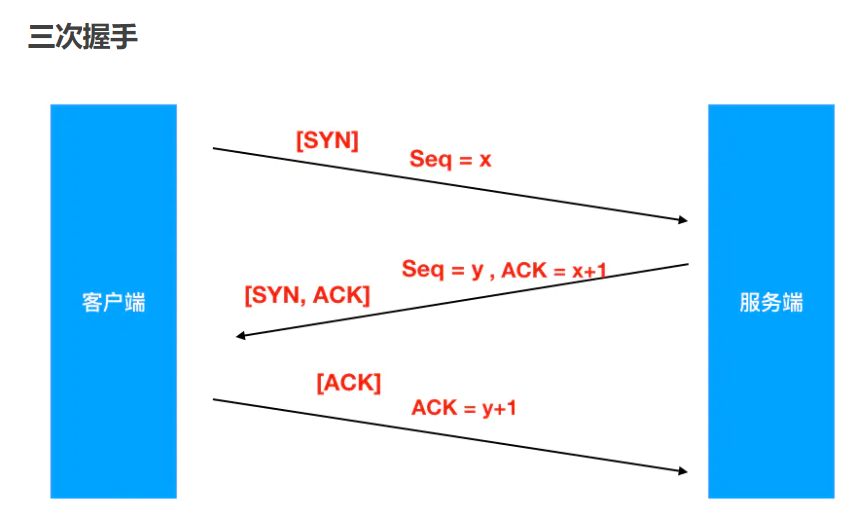 三次握手
[SYN]
Seq = x
Seq = y , ACK = x+1
[SYN, ACK]
客户端
服务端
[ACK]
ACK = y+1